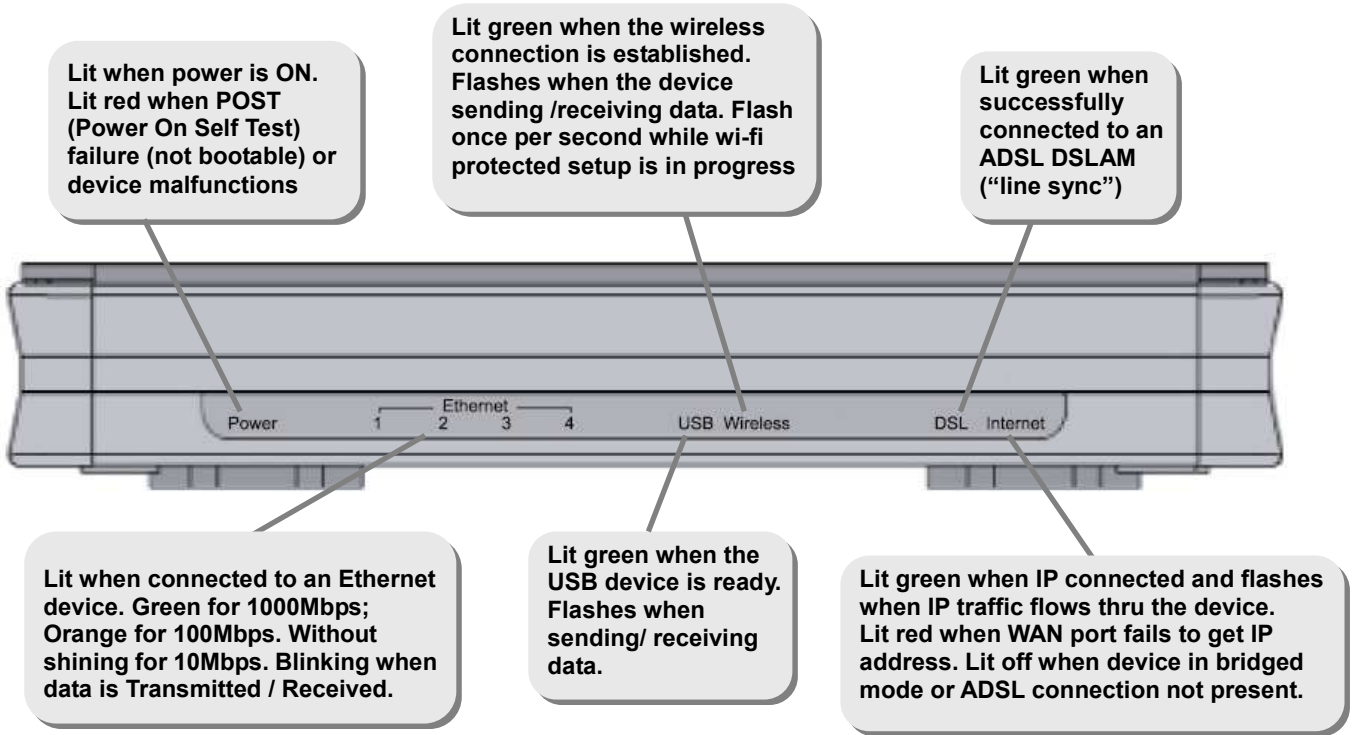 Lit when power is ON.
Lit red when POST
(Power On Self Test)
failure (not bootable) or
device malfunctions
Lit green when the wireless
connection is established.
Flashes when the device
sending /receiving data. Flash
once per second while wi-fi
protected setup is in progress
Lit green when
successfully
connected to an
ADSL DSLAM
(“line sync”)
Power
Ethernet
1 2 3 4
USB Wireless
DSL Internet
Lit when connected to an Ethernet
device. Green for 1000Mbps;
Orange for 100Mbps. Without
shining for 10Mbps. Blinking when
data is Transmitted / Received.
Lit green when the
USB device is ready.
Flashes when
sending/ receiving
data.
Lit green when IP connected and flashes
when IP traffic flows thru the device.
Lit red when WAN port fails to get IP
address. Lit off when device in bridged
mode or ADSL connection not present.